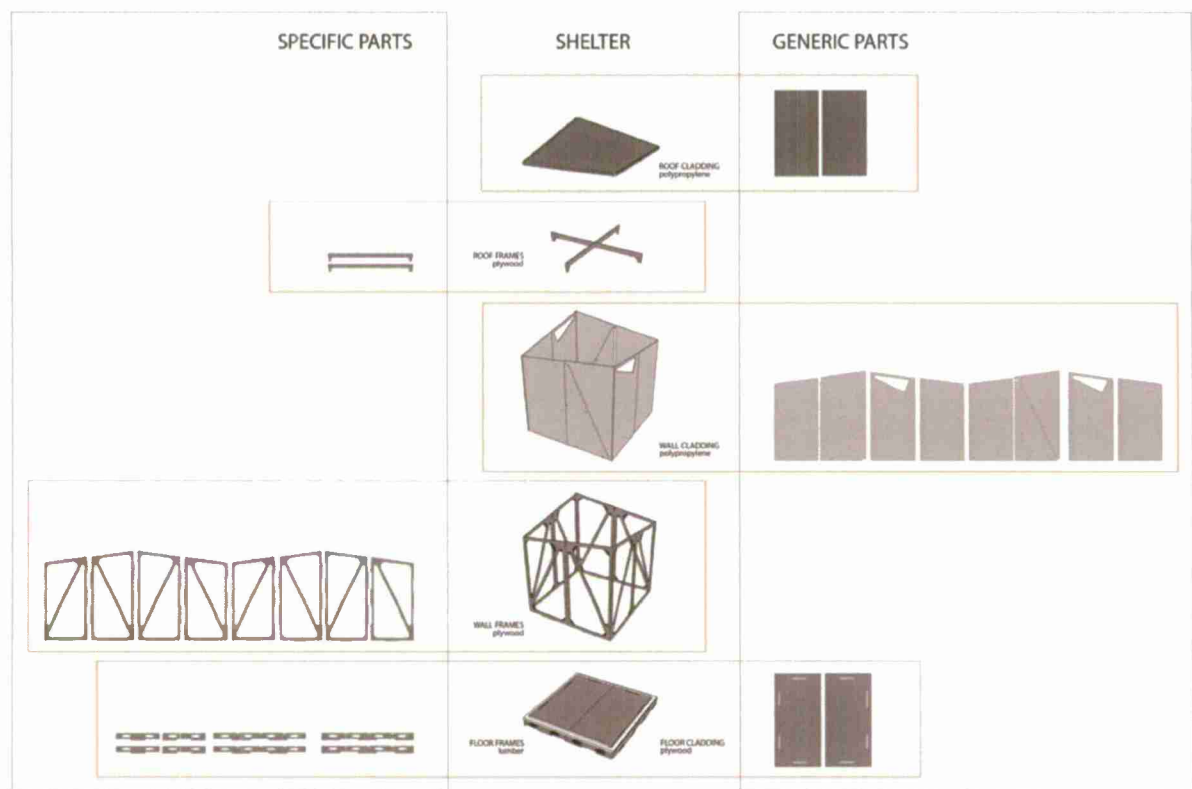 SPECIFIC PARTS
SHELTER
GENERIC PARTS
ROOF CLADDING
polypropylene
ROOF FRAMES
plywood
WALL CLADDING
polypropylene
WALL FRAMES
plywood
FLOOR FRAMES
lumber
FLOOR CLADDING
plywood